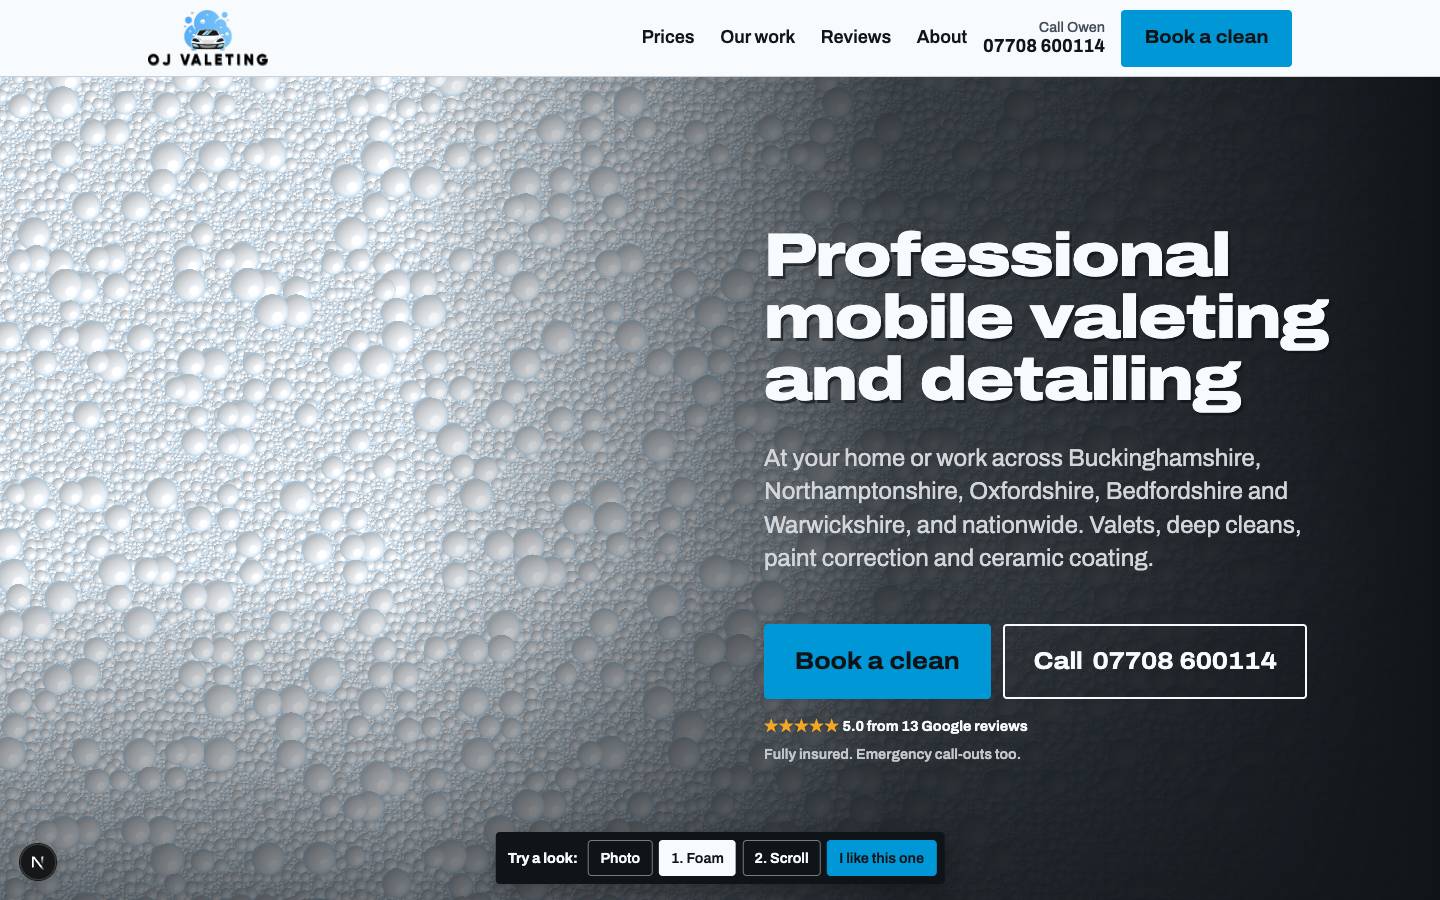 OJ VALETING
Prices
Our work
Reviews
About
Call Owen
07708 600114
Book a clean
Professional
mobile valeting
and detailing
At your home or work across Buckinghamshire,
Northamptonshire, Oxfordshire, Bedfordshire and
Warwickshire, and nationwide. Valets, deep cleans,
paint correction and ceramic coating.
Book a clean
Call 07708 600114
★★★★★ 5.0 from 13 Google reviews
Fully insured. Emergency call-outs too.
N
Try a look:
Photo
1. Foam
2. Scroll
I like this one